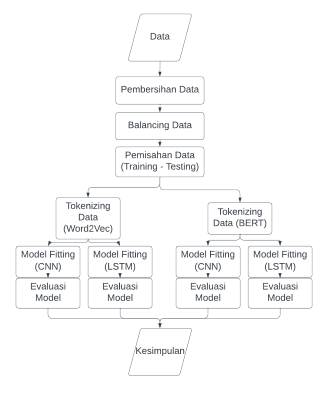 Data
Pembersihan Data
Balancing Data
Pemisahan Data
(Training - Testing)
Tokenizing
Data
(Word2Vec)
Tokenizing
Data (BERT)
Model Fitting
(CNN)
Model Fitting
(LSTM)
Model Fitting
(CNN)
Model Fitting
(LSTM)
Evaluasi
Model
Evaluasi
Model
Evaluasi
Model
Evaluasi
Model
Kesimpulan